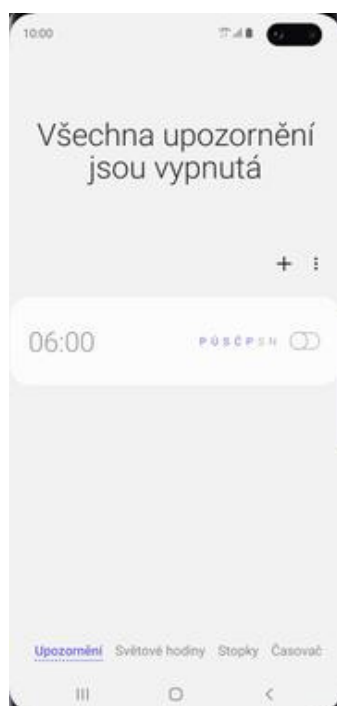 10:00
Všechna upozornění
jsou vypnutá
06:00 P Ú S Č P S N
Upozornění Světové hodiny Stopky Časovač